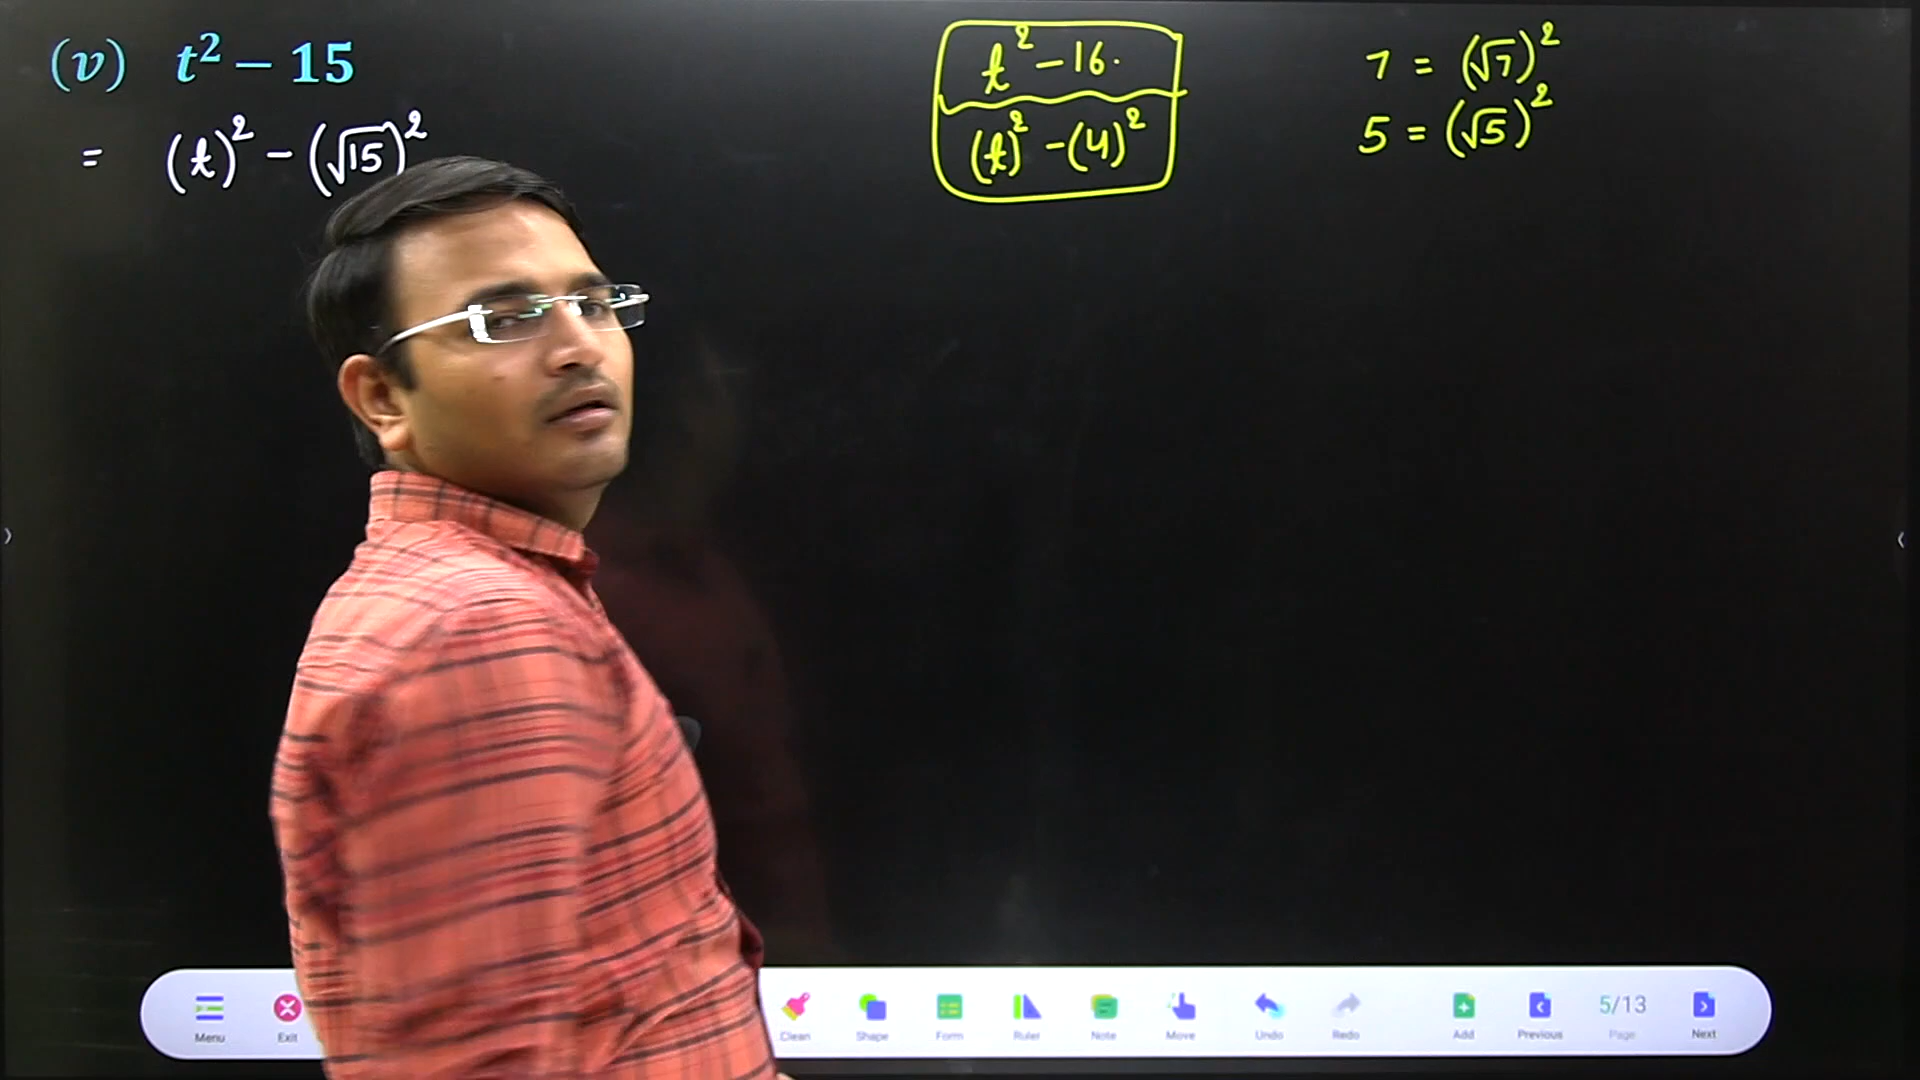 (v) t² – 15
= (t)² – (√15)²
t² – 16.
(t)² – (4)²
7 = (√7)²
5 = (√5)²
Menu Exit Clean Shape Form Ruler Note Move Undo Redo Add Previous 5/13 Page Next